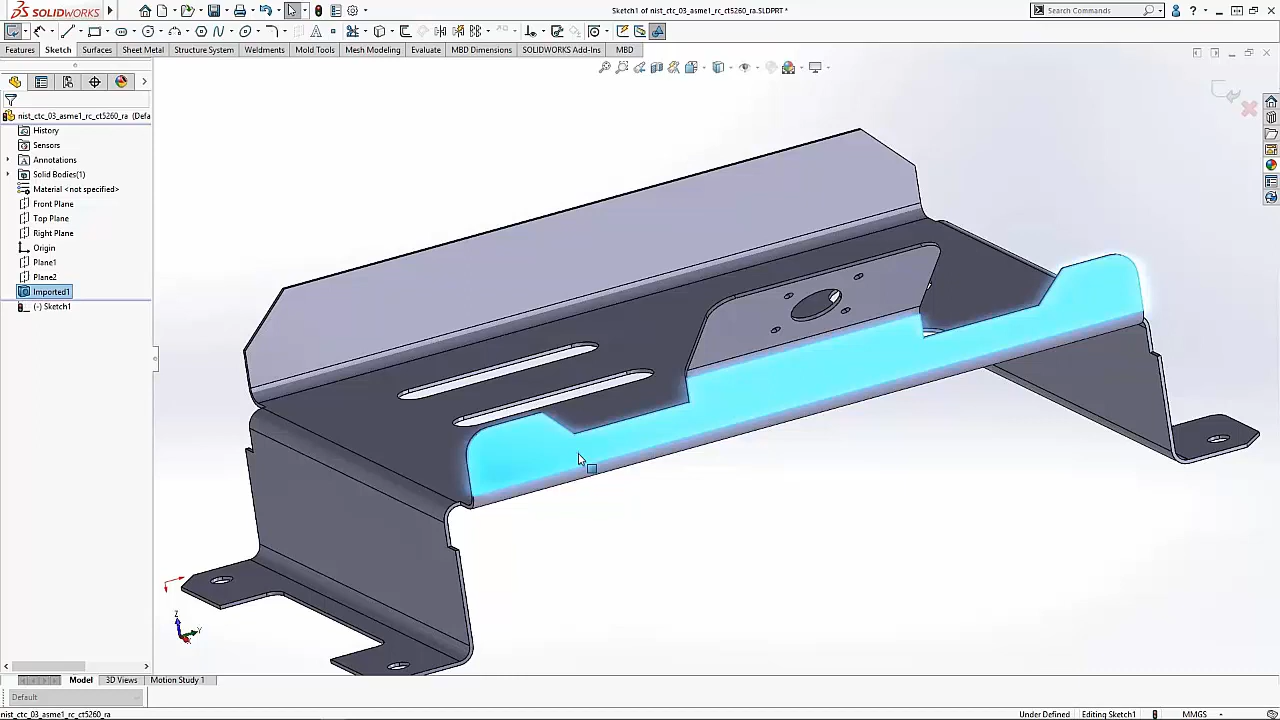 SOLIDWORKS
Sketch1 of nist_ctc_03_asme1_rc_ct5260_ra.SLDPRT *
Search Commands
Features
Sketch
Surfaces
Sheet Metal
Structure System
Weldments
Mold Tools
Mesh Modeling
Evaluate
MBD Dimensions
SOLIDWORKS Add-Ins
MBD
nist_ctc_03_asme1_rc_ct5260_ra (Defa
History
Sensors
Annotations
Solid Bodies(1)
Material <not specified>
Front Plane
Top Plane
Right Plane
Origin
Plane1
Plane2
Imported1
(-) Sketch1
Z
Y
X
Model
3D Views
Motion Study 1
Default
nist_ctc_03_asme1_rc_ct5260_ra
Under Defined
Editing Sketch1
MMGS